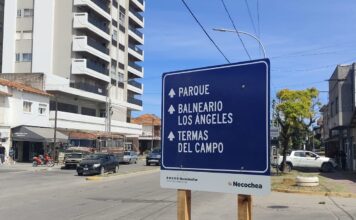 PARQUE
BALNEARIO
LOS ÁNGELES
TERMAS
DEL CAMPO
Necochea